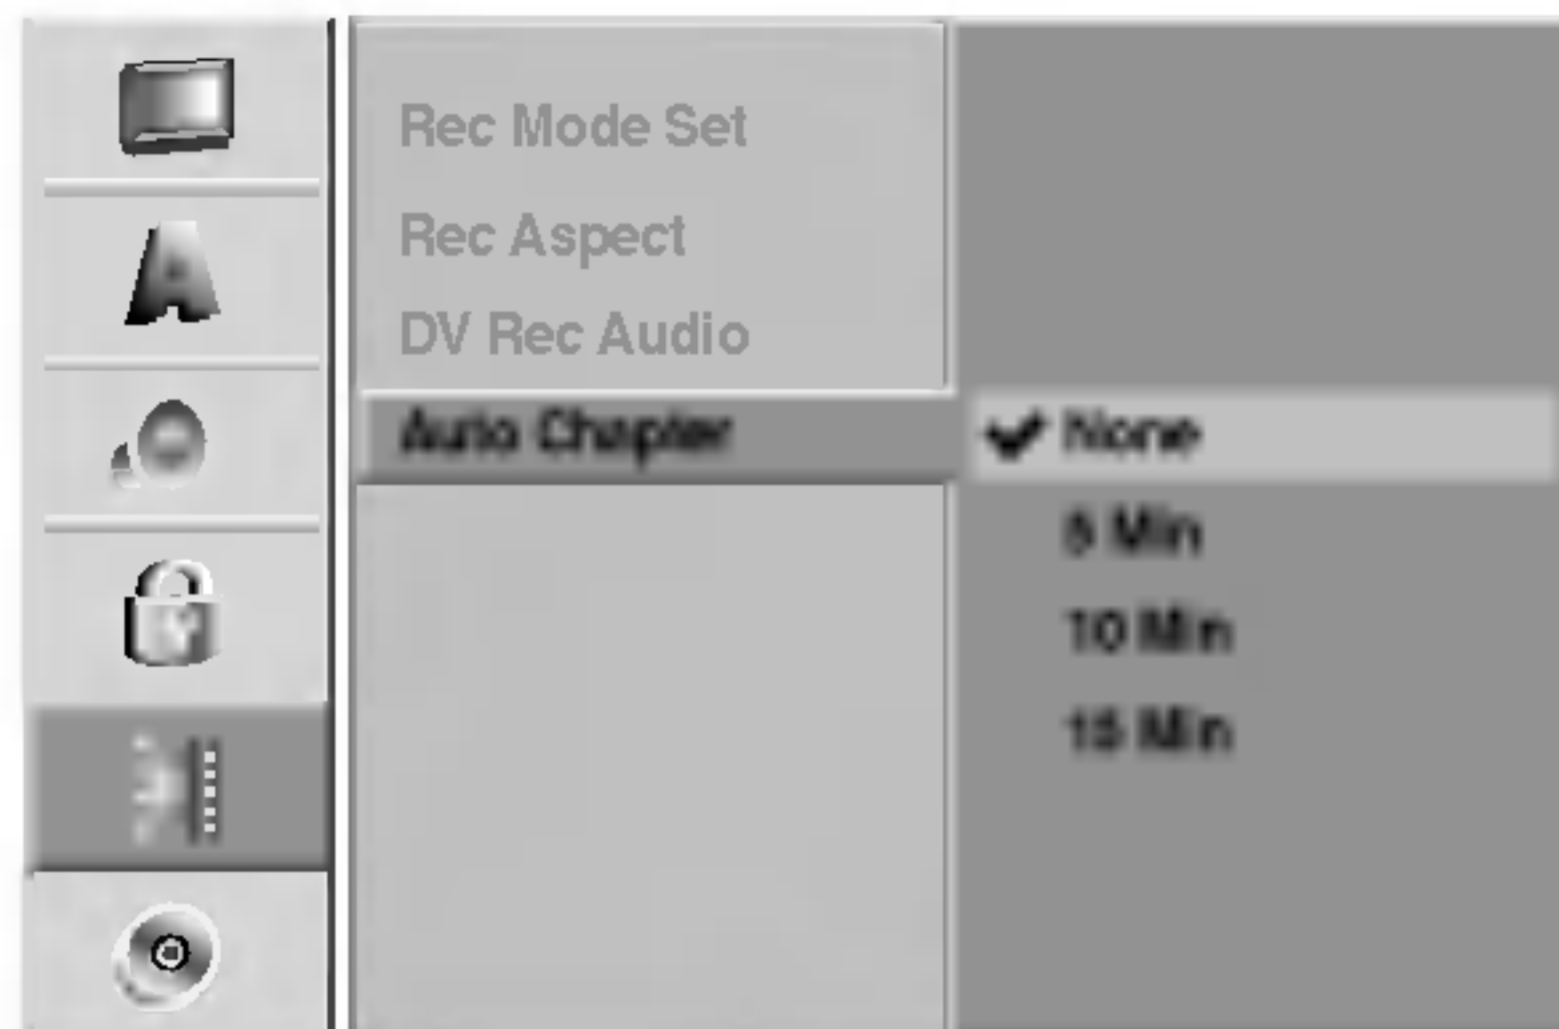 Rec Mode Set
Rec Aspect
DV Rec Audio
Auto Chapter
None
5 Min
10 Min
15 Min